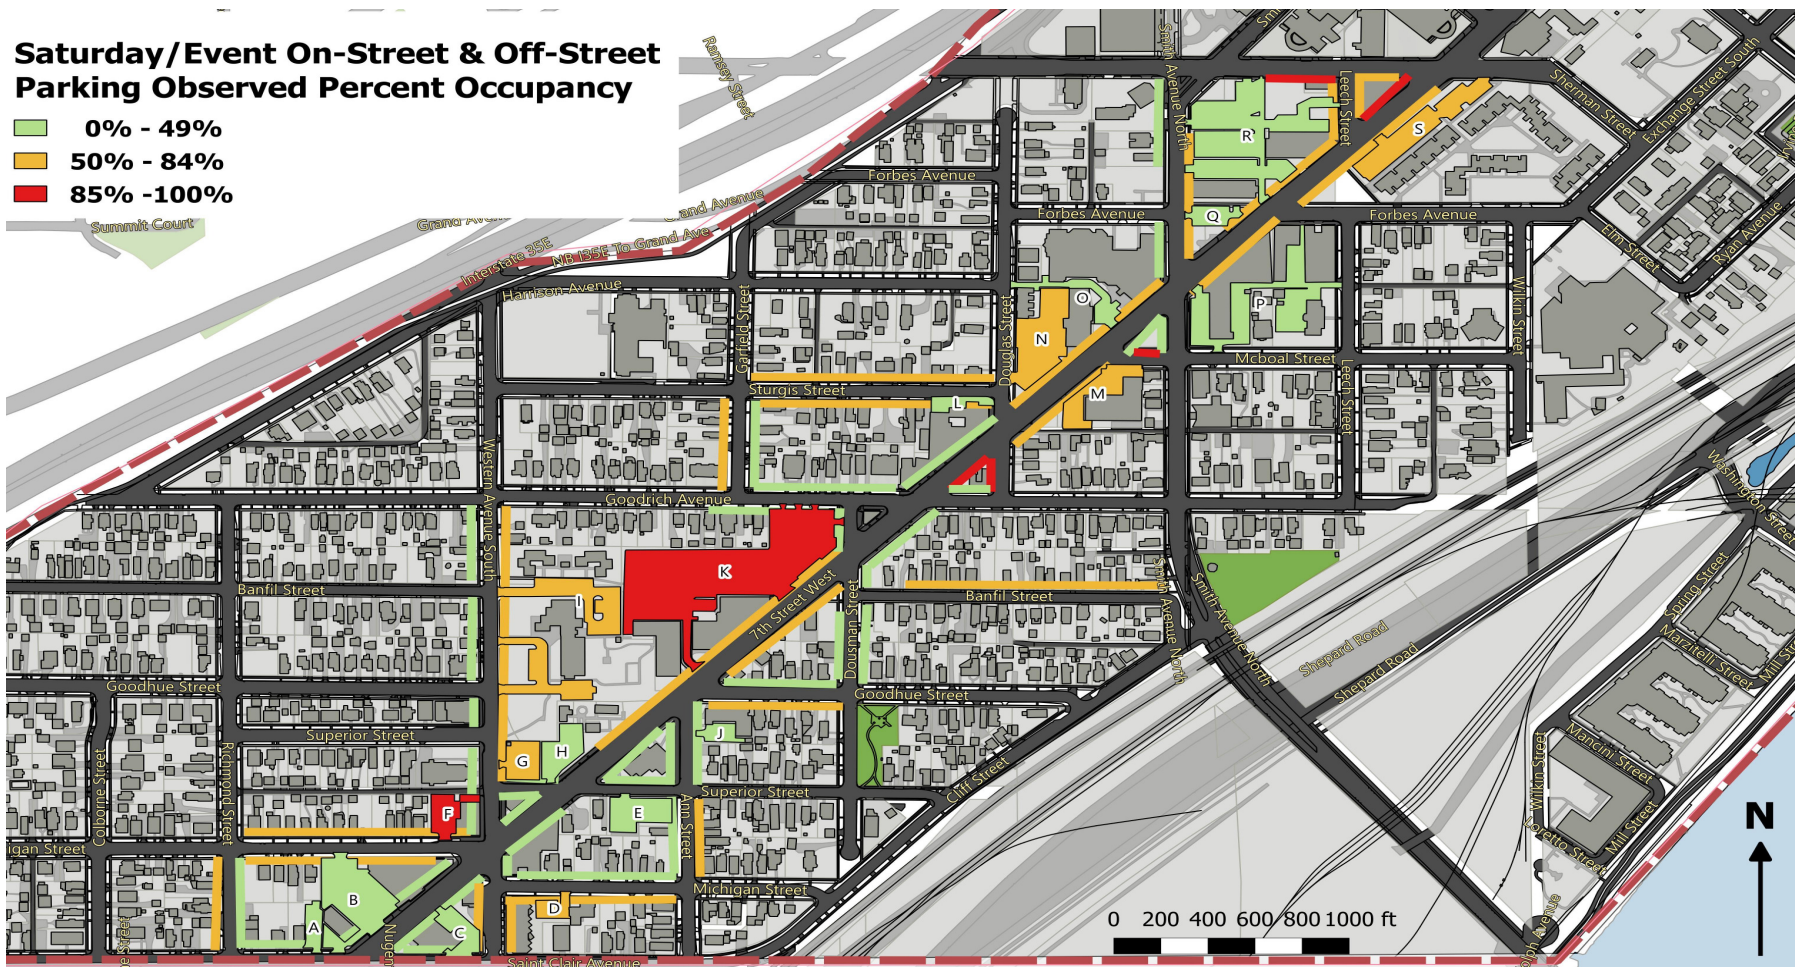 Saturday/Event On-Street & Off-Street
Parking Observed Percent Occupancy
0% - 49%
50% - 84%
85% -100%
Ramsey Street
Smith Avenue North
Leech Street
Sherman Street
Exchange Street South
S
R
Forbes Avenue
Summit Court
Grand Avenue
Grand
Forbes Avenue
Q
Forbes Avenue
Elm Street
Ryan Avenue
Interstate 35E
NB I35E To Grand Ave
Harrison Avenue
Garfield Street
Douglas Street
O
P
Wilkin Street
N
Mcboal Street
Sturgis Street
L
M
Leech Street
Western Avenue South
Goodrich Avenue
Washington Street
K
Banfil Street
I
7th Street West
Dousman Street
Banfil Street
Smith Avenue North
Smith Avenue North
Shepard Road
Shepard Road
Spring Street
Marzitelli Street
Mill
Goodhue Street
Goodhue Street
Superior Street
J
H
G
Colborne Street
Richmond Street
F
E
Ann Street
Superior Street
Cliff Street
Wilkin Street
Mancini Street
Mill Street
Loretto Street
N
igan Street
Michigan Street
B
A
C
D
Nugent
Saint Clair Avenue
0 200 400 600 800 1000 ft